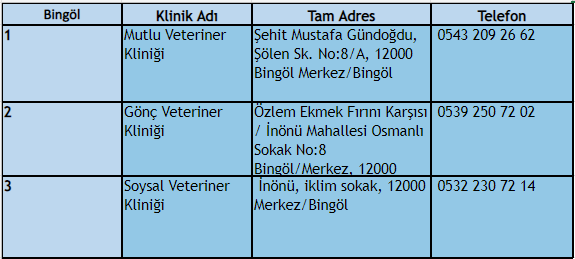 Bingöl Klinik Adı Tam Adres Telefon
1 Mutlu Veteriner Şehit Mustafa Gündoğdu, 0543 209 26 62
Kliniği Şölen Sk. No:8/A, 12000
Bingöl Merkez/Bingöl
2 Gönç Veteriner Özlem Ekmek Fırını Karşısı 0539 250 72 02
Kliniği / İnönü Mahallesi Osmanlı
Sokak No:8
Bingöl/Merkez, 12000
3 Soysal Veteriner İnönü, iklim sokak, 12000 0532 230 72 14
Kliniği Merkez/Bingöl